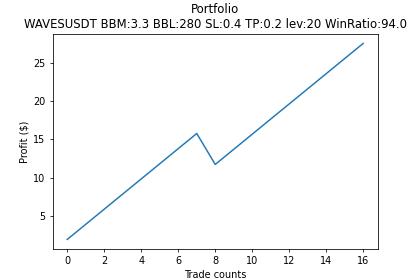 Portfolio
WAVESUSDT BBM:3.3 BBL:280 SL:0.4 TP:0.2 lev:20 WinRatio:94.0
25
20
15
10
5
Profit ($)
0 2 4 6 8 10 12 14 16
Trade counts